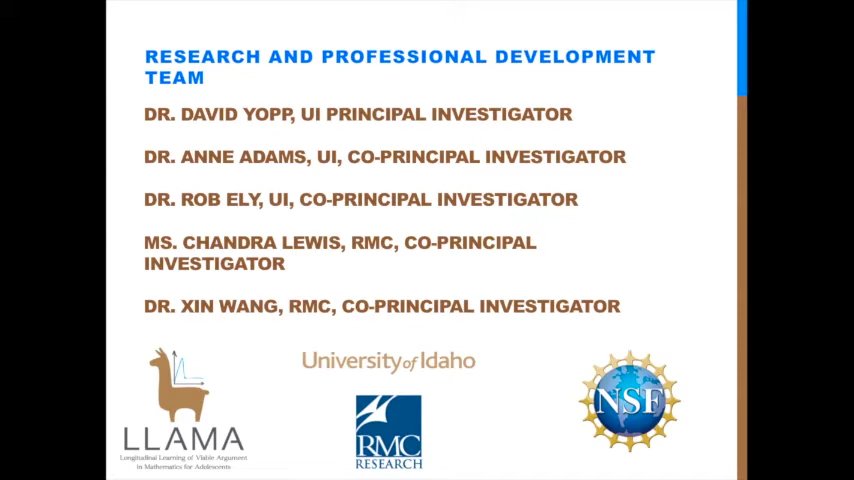 RESEARCH AND PROFESSIONAL DEVELOPMENT
TEAM
DR. DAVID YOPP, UI PRINCIPAL INVESTIGATOR
DR. ANNE ADAMS, UI, CO-PRINCIPAL INVESTIGATOR
DR. ROB ELY, UI, CO-PRINCIPAL INVESTIGATOR
MS. CHANDRA LEWIS, RMC, CO-PRINCIPAL
INVESTIGATOR
DR. XIN WANG, RMC, CO-PRINCIPAL INVESTIGATOR
University of Idaho
LLAMA
Longitudinal Learning of Viable Argument
in Mathematics for Adolescents
RMC
RESEARCH
NSF